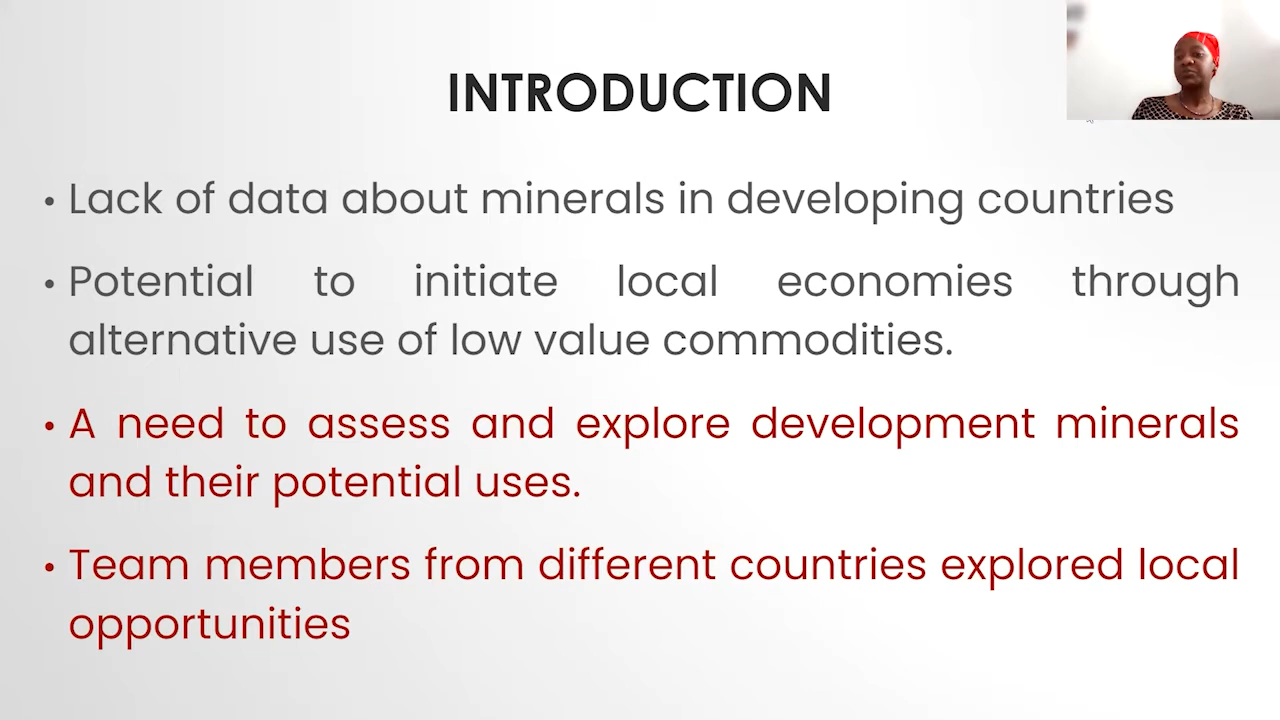 INTRODUCTION
• Lack of data about minerals in developing countries
• Potential to initiate local economies through
alternative use of low value commodities.
• A need to assess and explore development minerals
and their potential uses.
• Team members from different countries explored local
opportunities